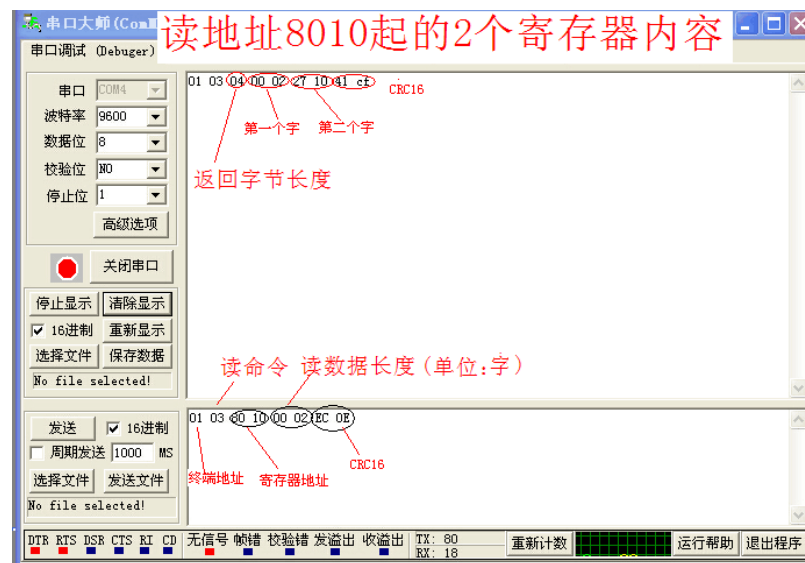 串口大师(Com
读地址8010起的2个寄存器内容
串口调试 (Debuger)
串口 COM4
波特率 9600
数据位 8
校验位 NO
停止位 1
高级选项
关闭串口
停止显示 清除显示
16进制 重新显示
选择文件 保存数据
No file selected!
01 03 04 00 02 27 10 41 cf CRC16
第一个字 第二个字
返回字节长度
读命令 读数据长度(单位:字)
发送 16进制
周期发送 1000 MS
选择文件 发送文件
No file selected!
01 03 80 10 00 02 EC 0E
CRC16
终端地址 寄存器地址
DTR RTS DSR CTS RI CD 无信号 帧错 校验错 发溢出 收溢出 TX: 80
RX: 18
重新计数 运行帮助 退出程序